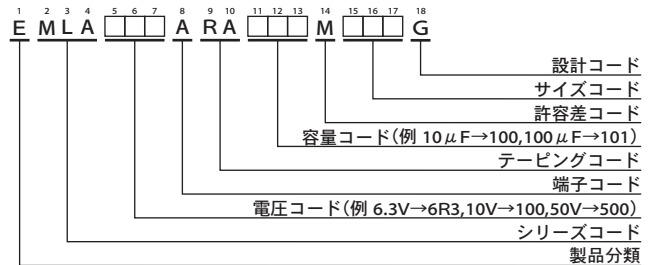 1 2 3 4 5 6 7 8 9 10 11 12 13 14 15 16 17 18
E M L A □□□ A R A □□□ M □□□ G
設計コード
サイズコード
許容差コード
容量コード(例 10μF→100,100μF→101)
テーピングコード
端子コード
電圧コード(例 6.3V→6R3,10V→100,50V→500)
シリーズコード
製品分類